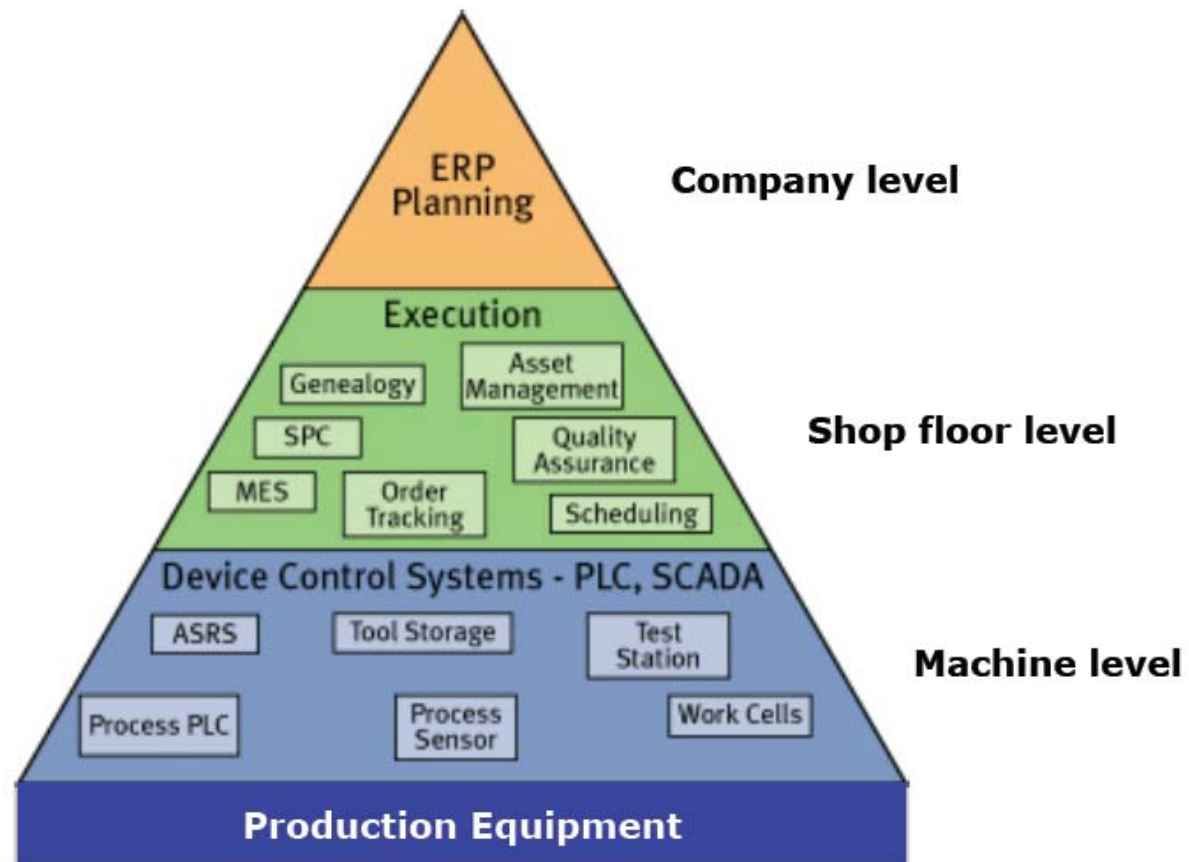 ERP
Planning
Company level
Execution
Genealogy
Asset
Management
SPC
Quality
Assurance
Shop floor level
MES
Order
Tracking
Scheduling
Device Control Systems - PLC, SCADA
ASRS
Tool Storage
Test
Station
Machine level
Process PLC
Process
Sensor
Work Cells
Production Equipment